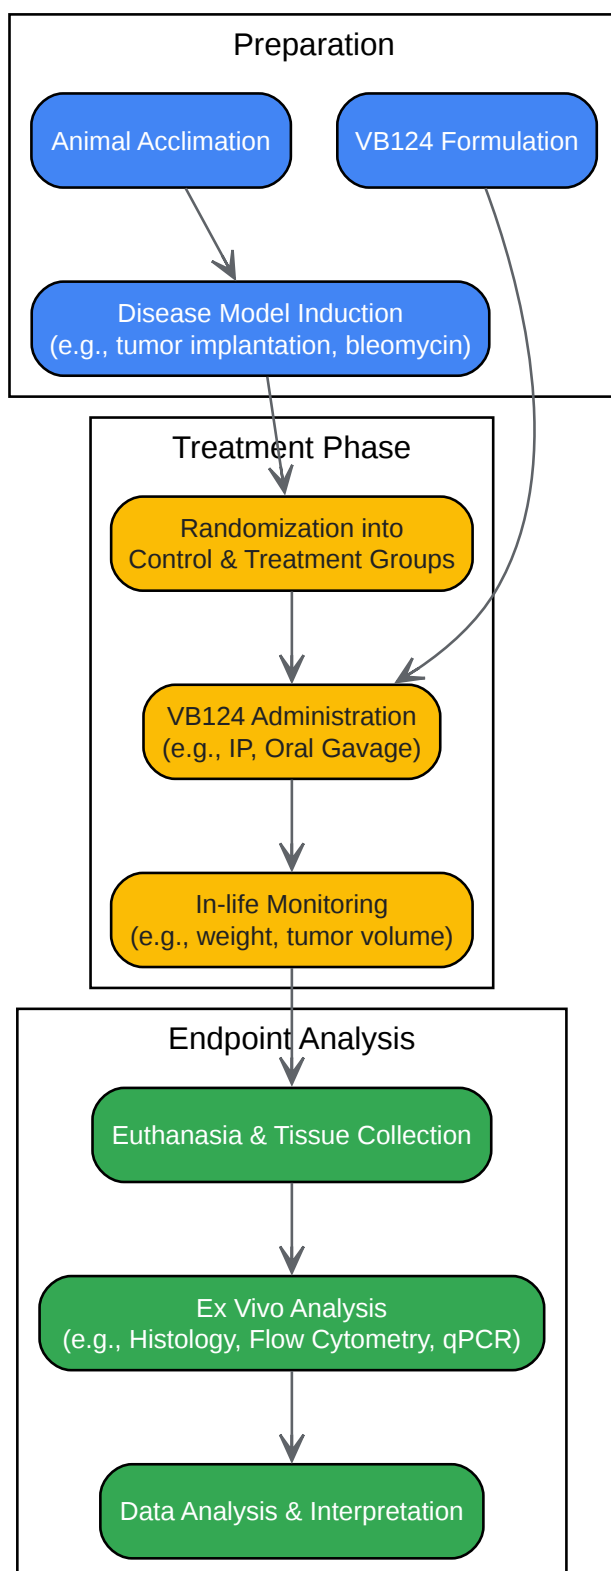 Preparation
Animal Acclimation
VB124 Formulation
Disease Model Induction
(e.g., tumor implantation, bleomycin)
Treatment Phase
Randomization into
Control & Treatment Groups
VB124 Administration
(e.g., IP, Oral Gavage)
In-life Monitoring
(e.g., weight, tumor volume)
Endpoint Analysis
Euthanasia & Tissue Collection
Ex Vivo Analysis
(e.g., Histology, Flow Cytometry, qPCR)
Data Analysis & Interpretation